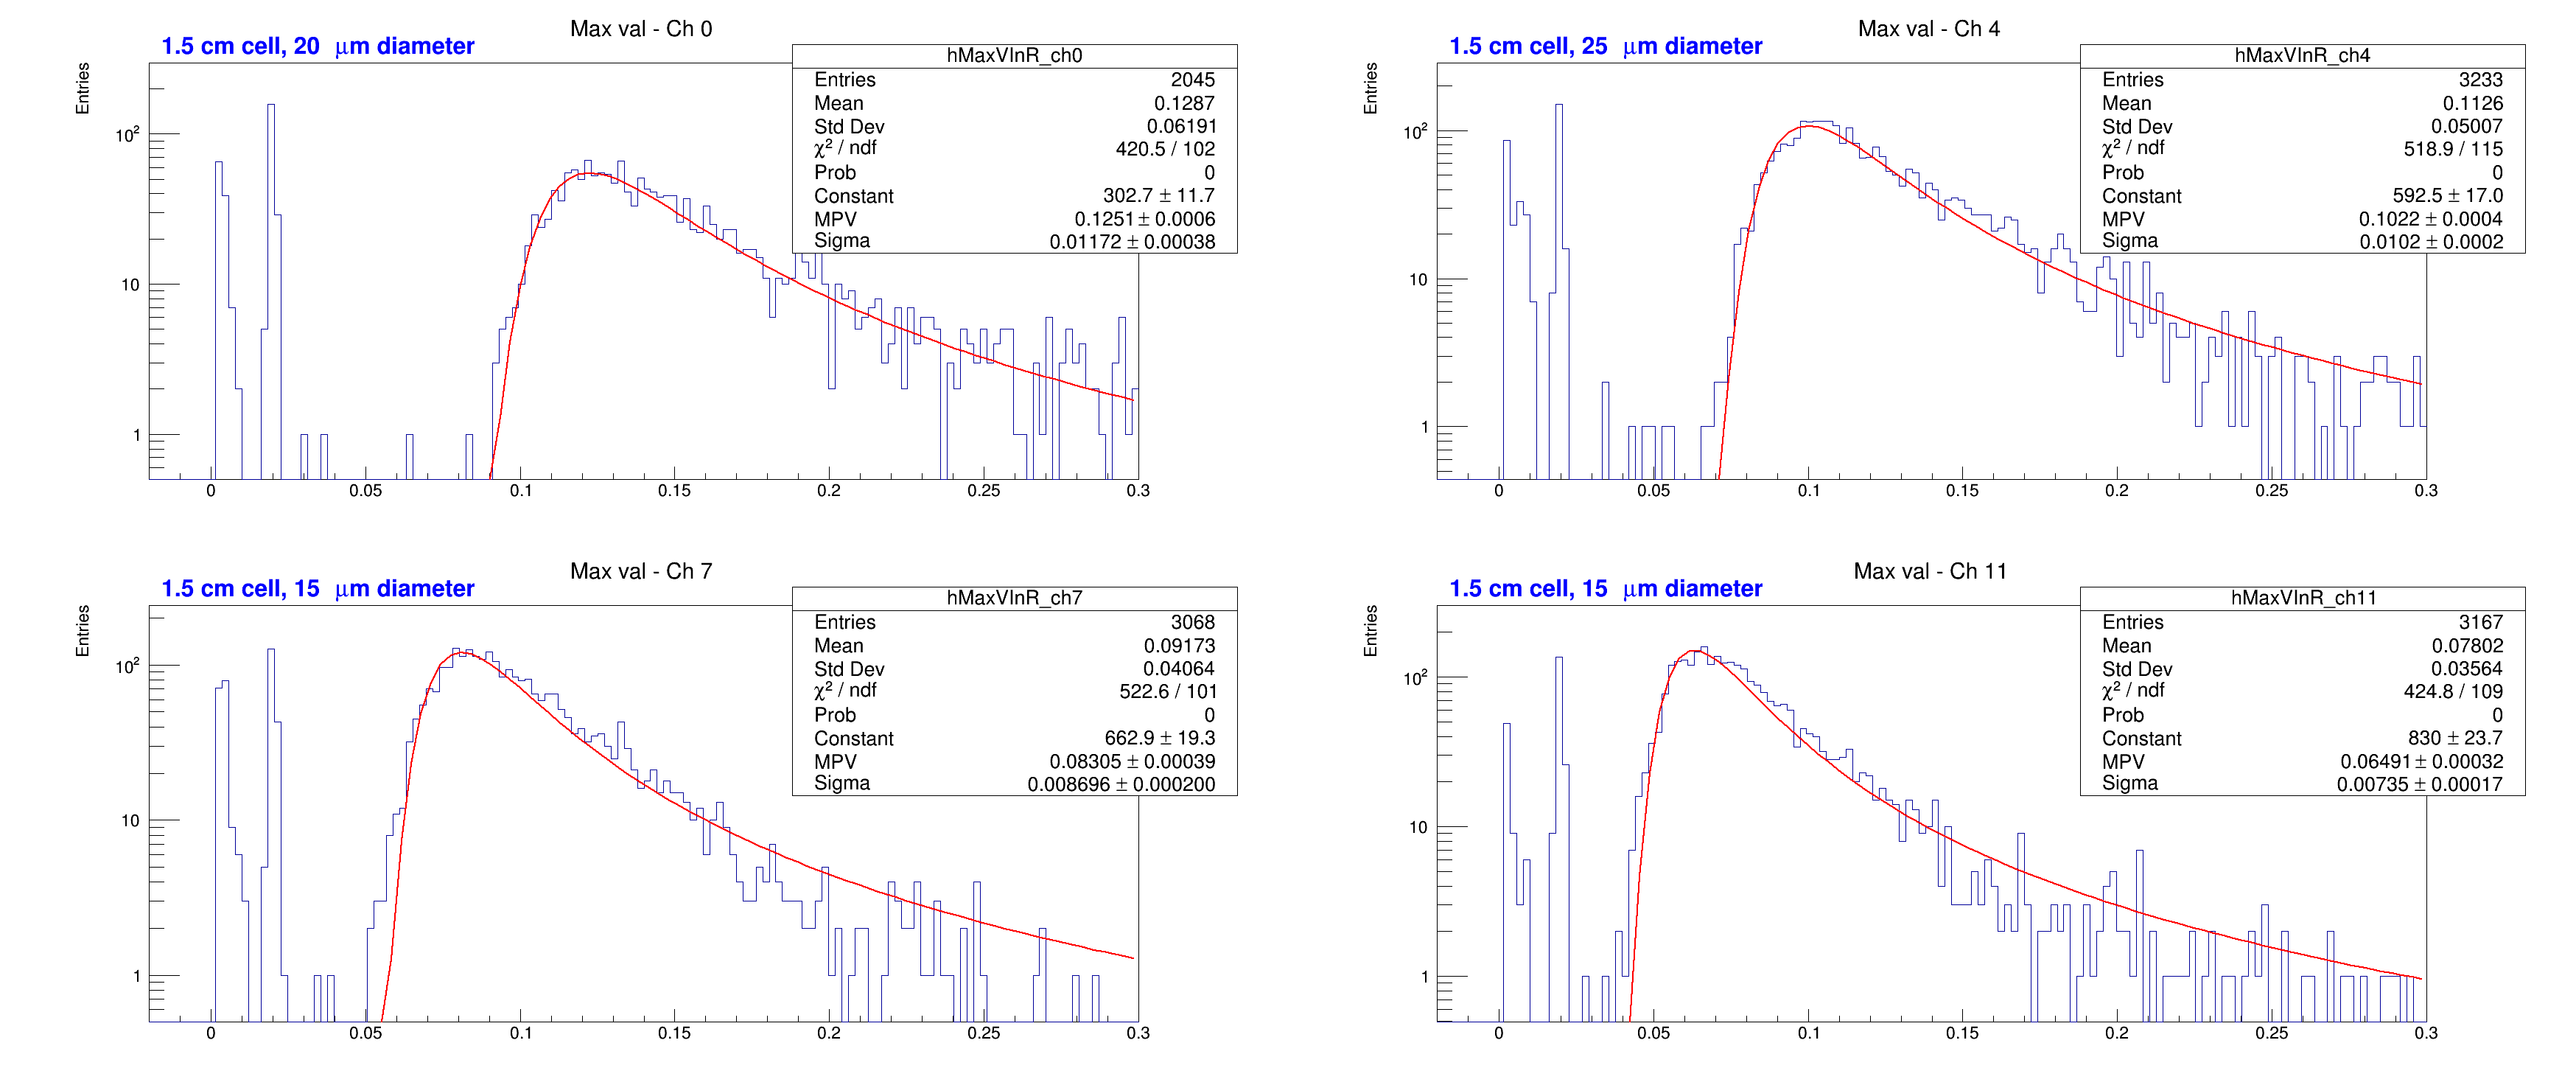 Max val - Ch 0
1.5 cm cell, 20 μm diameter
Entries
hMaxVInR_ch0
Entries 2045
Mean 0.1287
Std Dev 0.06191
χ² / ndf 420.5 / 102
Prob 0
Constant 302.7 ± 11.7
MPV 0.1251 ± 0.0006
Sigma 0.01172 ± 0.00038
10²
10
1
0 0.05 0.1 0.15 0.2 0.25 0.3
Max val - Ch 4
1.5 cm cell, 25 μm diameter
Entries
hMaxVInR_ch4
Entries 3233
Mean 0.1126
Std Dev 0.05007
χ² / ndf 518.9 / 115
Prob 0
Constant 592.5 ± 17.0
MPV 0.1022 ± 0.0004
Sigma 0.0102 ± 0.0002
10²
10
1
0 0.05 0.1 0.15 0.2 0.25 0.3
Max val - Ch 7
1.5 cm cell, 15 μm diameter
Entries
hMaxVInR_ch7
Entries 3068
Mean 0.09173
Std Dev 0.04064
χ² / ndf 522.6 / 101
Prob 0
Constant 662.9 ± 19.3
MPV 0.08305 ± 0.00039
Sigma 0.008696 ± 0.000200
10²
10
1
0 0.05 0.1 0.15 0.2 0.25 0.3
Max val - Ch 11
1.5 cm cell, 15 μm diameter
Entries
hMaxVInR_ch11
Entries 3167
Mean 0.07802
Std Dev 0.03564
χ² / ndf 424.8 / 109
Prob 0
Constant 830 ± 23.7
MPV 0.06491 ± 0.00032
Sigma 0.00735 ± 0.00017
10²
10
1
0 0.05 0.1 0.15 0.2 0.25 0.3